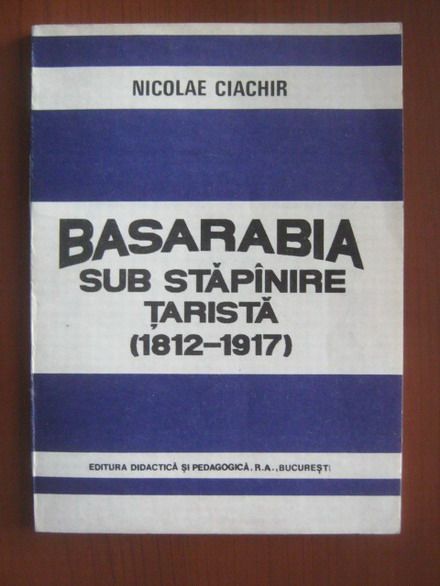 NICOLAE CIACHIR
BASARABIA
SUB STĂPÎNIRE
ȚARISTĂ
(1812-1917)
EDITURA DIDACTICĂ ȘI PEDAGOGICĂ, R.A., BUCUREȘTI